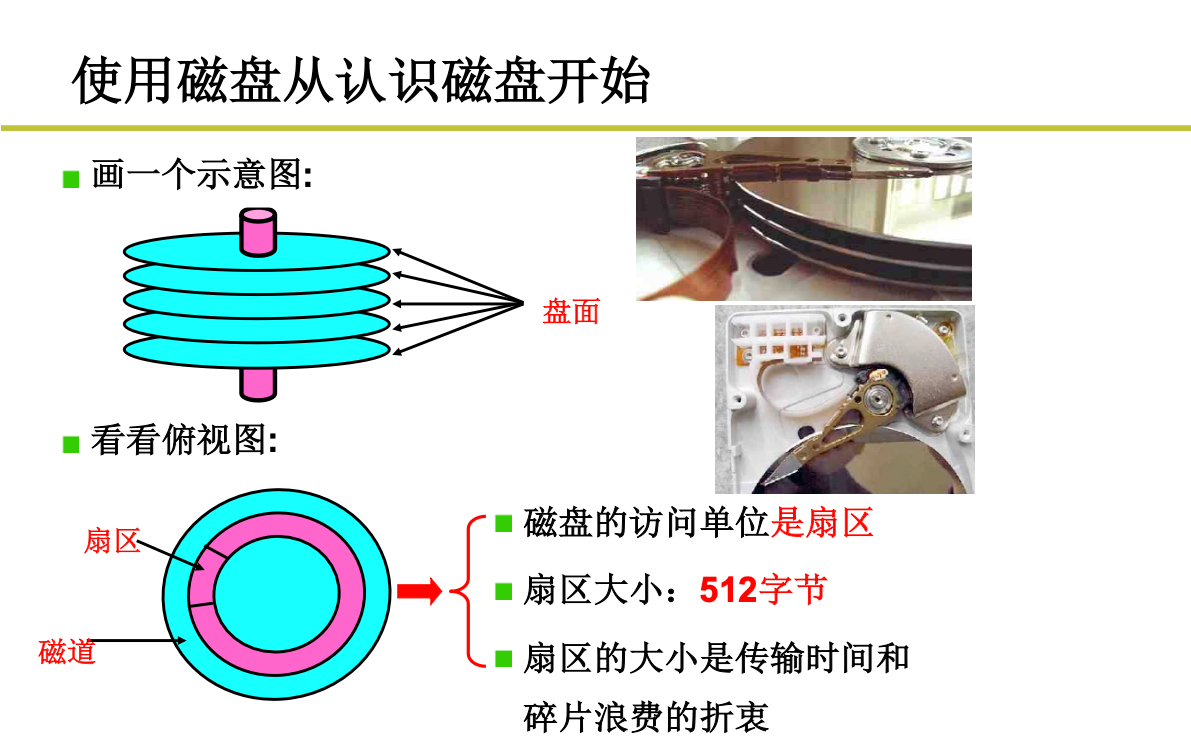 使用磁盘从认识磁盘开始
画一个示意图:
盘面
看看俯视图:
扇区
磁道
磁盘的访问单位是扇区
扇区大小：512字节
扇区的大小是传输时间和
碎片浪费的折衷